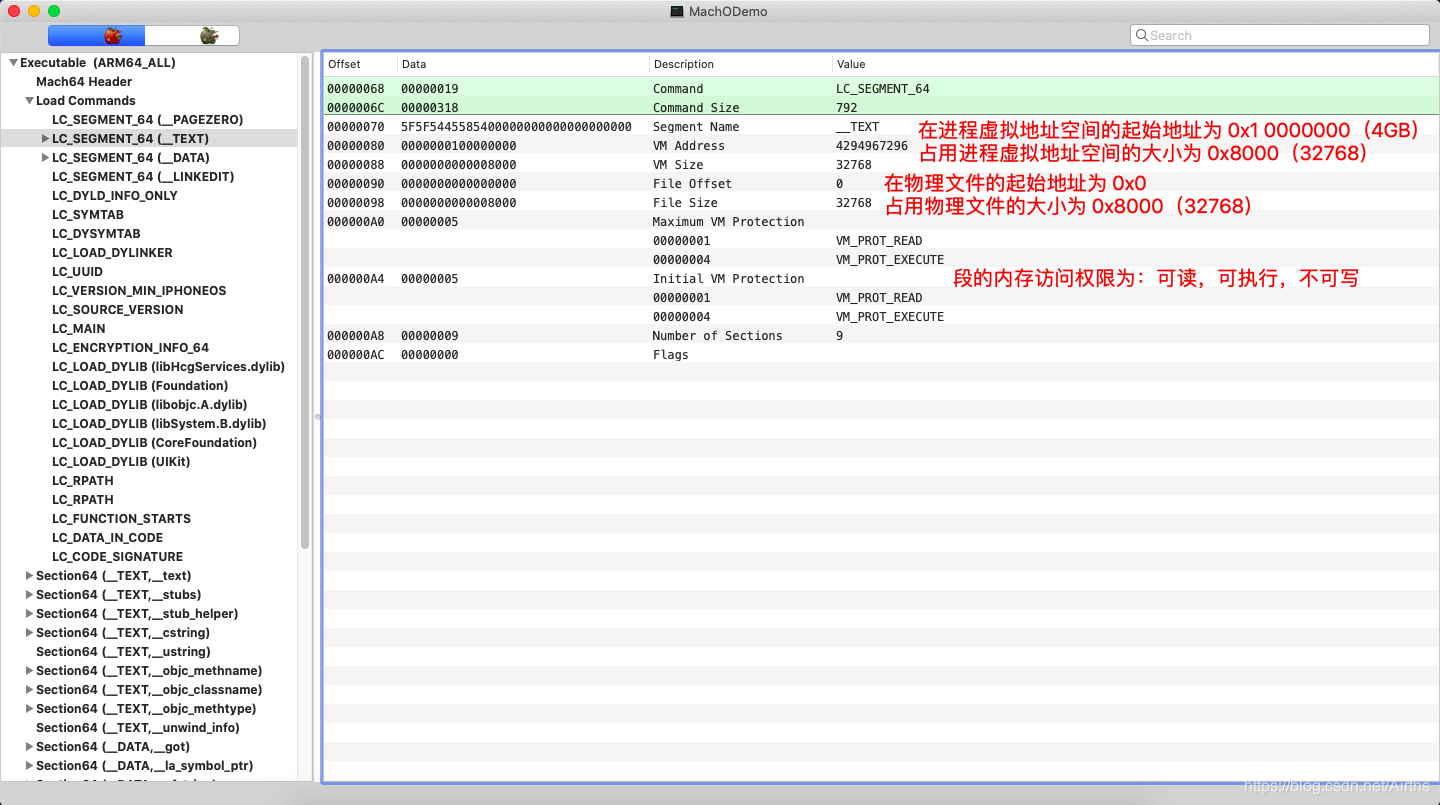 MachODemo
Search
Executable (ARM64_ALL)
Mach64 Header
Load Commands
LC_SEGMENT_64 (__PAGEZERO)
LC_SEGMENT_64 (__TEXT)
LC_SEGMENT_64 (__DATA)
LC_SEGMENT_64 (__LINKEDIT)
LC_DYLD_INFO_ONLY
LC_SYMTAB
LC_DYSYMTAB
LC_LOAD_DYLINKER
LC_UUID
LC_VERSION_MIN_IPHONEOS
LC_SOURCE_VERSION
LC_MAIN
LC_ENCRYPTION_INFO_64
LC_LOAD_DYLIB (libHcgServices.dylib)
LC_LOAD_DYLIB (Foundation)
LC_LOAD_DYLIB (libobjc.A.dylib)
LC_LOAD_DYLIB (libSystem.B.dylib)
LC_LOAD_DYLIB (CoreFoundation)
LC_LOAD_DYLIB (UIKit)
LC_RPATH
LC_RPATH
LC_FUNCTION_STARTS
LC_DATA_IN_CODE
LC_CODE_SIGNATURE
Section64 (__TEXT,__text)
Section64 (__TEXT,__stubs)
Section64 (__TEXT,__stub_helper)
Section64 (__TEXT,__cstring)
Section64 (__TEXT,__ustring)
Section64 (__TEXT,__objc_methname)
Section64 (__TEXT,__objc_classname)
Section64 (__TEXT,__objc_methtype)
Section64 (__TEXT,__unwind_info)
Section64 (__DATA,__got)
Section64 (__DATA,__la_symbol_ptr)
Offset Data Description Value
00000068 00000019 Command LC_SEGMENT_64
0000006C 00000318 Command Size 792
00000070 5F5F5445585400000000000000000000 Segment Name __TEXT
在进程虚拟地址空间的起始地址为 0x1 0000000（4GB）
00000080 0000000100000000 VM Address 4294967296
占用进程虚拟地址空间的大小为 0x8000（32768）
00000088 0000000000008000 VM Size 32768
00000090 0000000000000000 File Offset 0 在物理文件的起始地址为 0x0
00000098 0000000000008000 File Size 32768 占用物理文件的大小为 0x8000（32768）
000000A0 00000005 Maximum VM Protection
00000001 VM_PROT_READ
00000004 VM_PROT_EXECUTE
000000A4 00000005 Initial VM Protection 段的内存访问权限为：可读，可执行，不可写
00000001 VM_PROT_READ
00000004 VM_PROT_EXECUTE
000000A8 00000009 Number of Sections 9
000000AC 00000000 Flags
https://blog.csdn.net/Airths